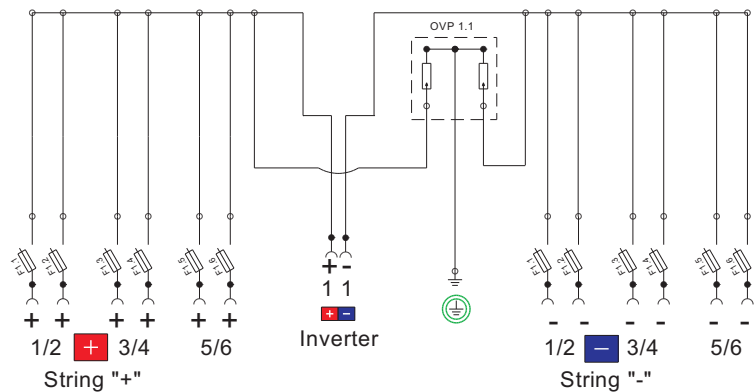 OVP 1.1
F1.1 F1.2 F1.3 F1.4 F1.5 F1.6
F1.1 F1.2 F1.3 F1.4 F1.5 F1.6
+ + + + + +
+ -
- - - - - -
1 1
1/2 + 3/4 5/6
+ -
1/2 - 3/4 5/6
Inverter
String "+"
String "-"